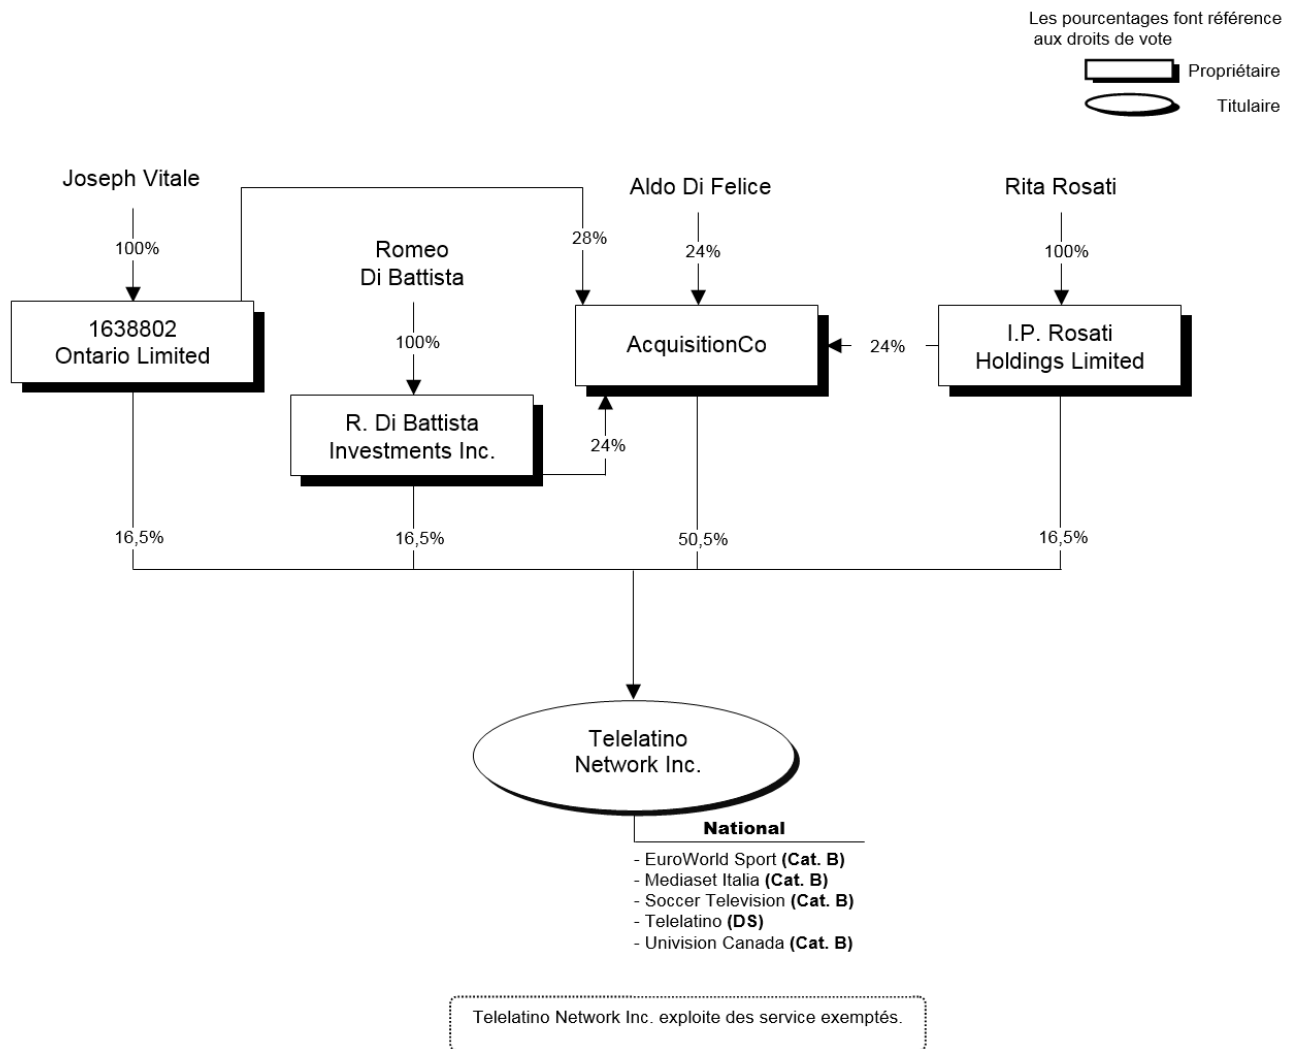 Les pourcentages font référence
aux droits de vote
Propriétaire
Titulaire
Joseph Vitale
Aldo Di Felice
Rita Rosati
100%
Romeo
Di Battista
28%
24%
100%
1638802
Ontario Limited
100%
AcquisitionCo
24%
I.P. Rosati
Holdings Limited
R. Di Battista
Investments Inc.
24%
16,5%
16,5%
50,5%
16,5%
Telelatino
Network Inc.
National
- EuroWorld Sport (Cat. B)
- Mediaset Italia (Cat. B)
- Soccer Television (Cat. B)
- Telelatino (DS)
- Univision Canada (Cat. B)
Telelatino Network Inc. exploite des service exemptés.